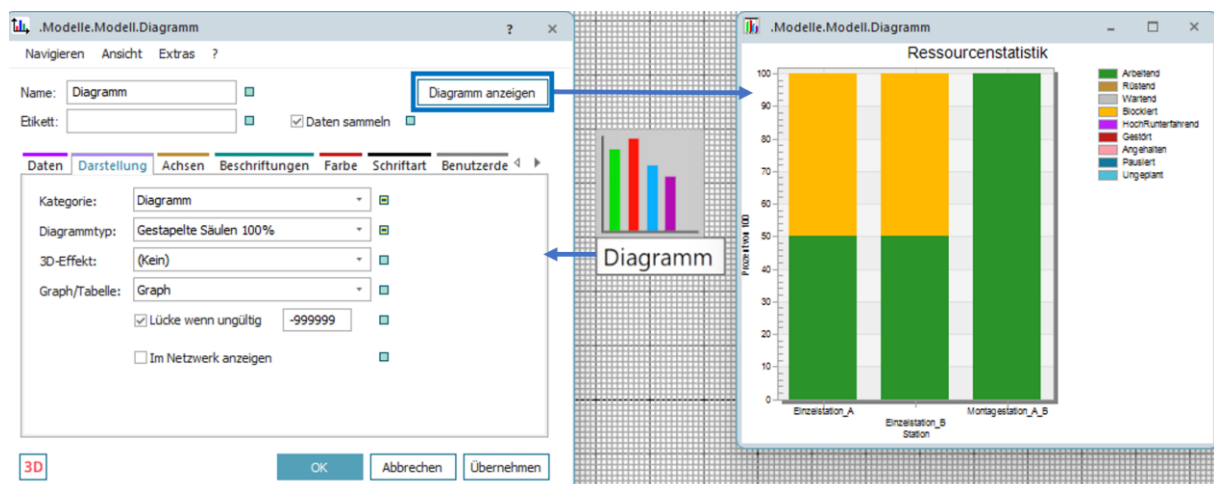 .Modelle.Modell.Diagramm ? ×
Navigieren Ansicht Extras ?
Name: Diagramm
Diagramm anzeigen
Etikett:
Daten sammeln
Daten Darstellung Achsen Beschriftungen Farbe Schriftart Benutzerde
Kategorie: Diagramm
Diagrammtyp: Gestapelte Säulen 100%
3D-Effekt: (Kein)
Graph/Tabelle: Graph
Lücke wenn ungültig -999999
Im Netzwerk anzeigen
3D OK Abbrechen Übernehmen
Diagramm
.Modelle.Modell.Diagramm
Ressourcenstatistik
Prozent von 100
100
90
80
70
60
50
40
30
20
10
0
Einzelstation_A
Einzelstation_B
Montagestation_A_B
Station
Arbeitend
Rüstend
Wartend
Blockiert
HochRunterfahrend
Gestört
Angehalten
Pausiert
Ungeplant